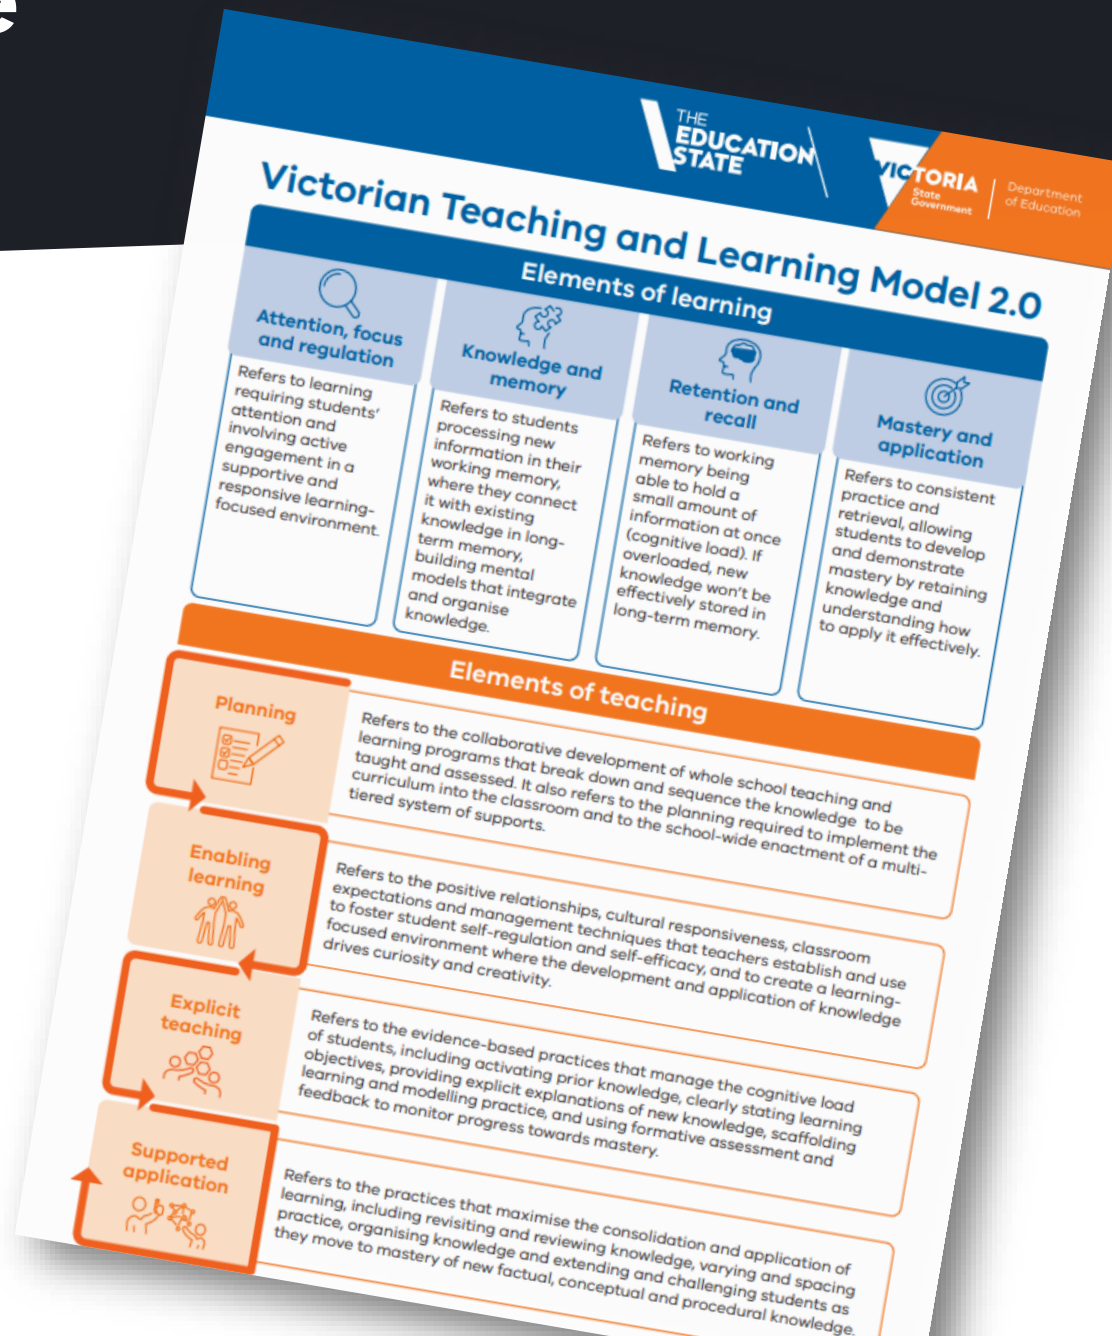 e
THE
EDUCATION
STATE
VICTORIA
State
Government
Department
of Education
Victorian Teaching and Learning Model 2.0
Elements of learning
Attention, focus
and regulation
Refers to learning
requiring students'
attention and
involving active
engagement in a
supportive and
responsive learning-
focused environment.
Knowledge and
memory
Refers to students
processing new
information in their
working memory,
where they connect
it with existing
knowledge in long-
term memory,
building mental
models that integrate
and organise
knowledge.
Retention and
recall
Refers to working
memory being
able to hold a
small amount of
information at once
(cognitive load). If
overloaded, new
knowledge won't be
effectively stored in
long-term memory.
Mastery and
application
Refers to consistent
practice and
retrieval, allowing
students to develop
and demonstrate
mastery by retaining
knowledge and
understanding how
to apply it effectively.
Elements of teaching
Planning
Refers to the collaborative development of whole school teaching and
learning programs that break down and sequence the knowledge to be
taught and assessed. It also refers to the planning required to implement the
curriculum into the classroom and to the school-wide enactment of a multi-
tiered system of supports.
Enabling
learning
Refers to the positive relationships, cultural responsiveness, classroom
expectations and management techniques that teachers establish and use
to foster student self-regulation and self-efficacy, and to create a learning-
focused environment where the development and application of knowledge
drives curiosity and creativity.
Explicit
teaching
Refers to the evidence-based practices that manage the cognitive load
of students, including activating prior knowledge, clearly stating learning
objectives, providing explicit explanations of new knowledge, scaffolding
learning and modelling practice, and using formative assessment and
feedback to monitor progress towards mastery.
Supported
application
Refers to the practices that maximise the consolidation and application of
learning, including revisiting and reviewing knowledge, varying and spacing
practice, organising knowledge and extending and challenging students as
they move to mastery of new factual, conceptual and procedural knowledge.